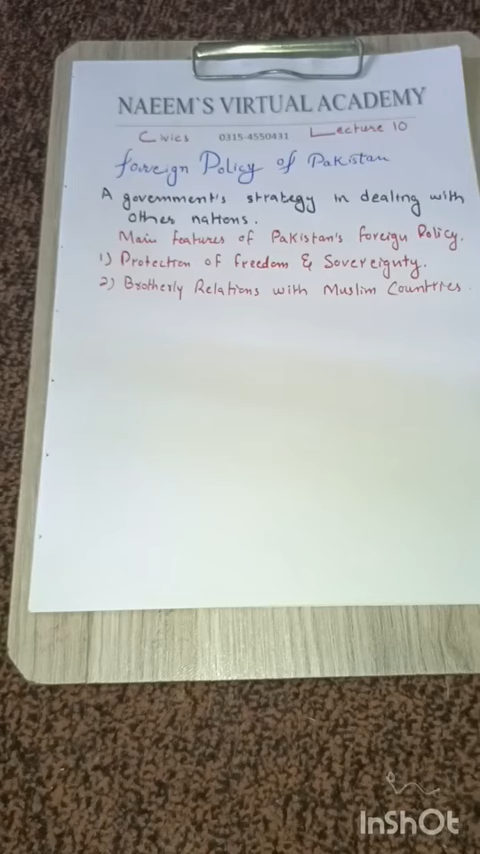 NAEEM'S VIRTUAL ACADEMY
Civics 0315-4550431 Lecture 10
Foreign Policy of Pakistan
A government's strategy in dealing with
other nations.
Main features of Pakistan's Foreign Policy.
1) Protection of freedom & Sovereignty.
2) Brotherly Relations with Muslim Countries.
InShOt